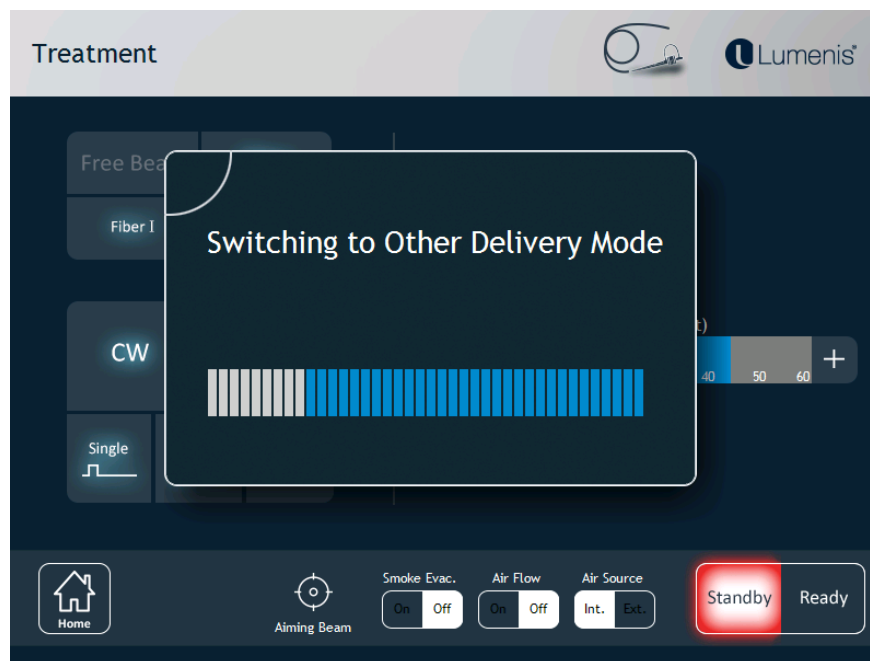 Treatment
Lumenis
Free Bea
Fiber I
Switching to Other Delivery Mode
t)
CW
40 50 60 +
Single
Smoke Evac. Air Flow Air Source
On Off On Off Int. Ext. Standby Ready
Home Aiming Beam